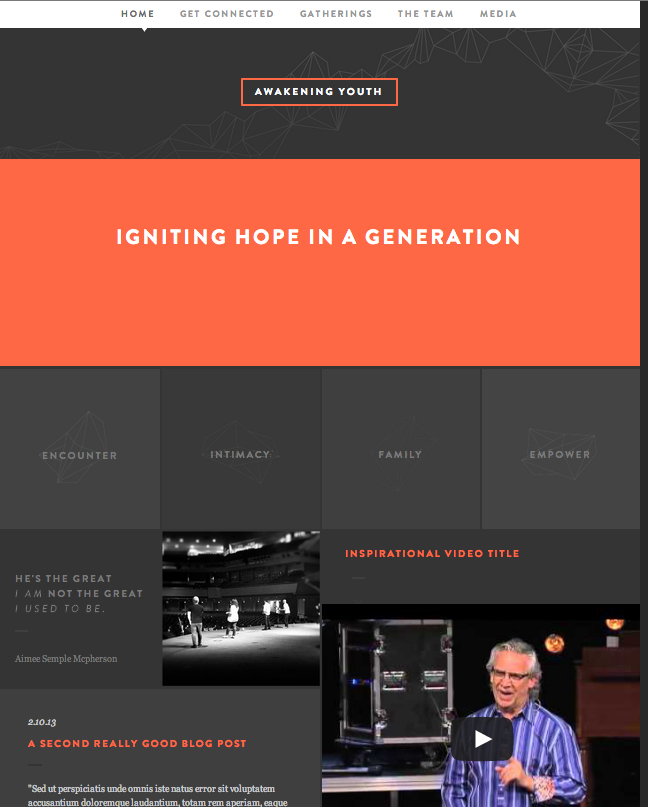 HOME GET CONNECTED GATHERINGS THE TEAM MEDIA
AWAKENING YOUTH
IGNITING HOPE IN A GENERATION
ENCOUNTER INTIMACY FAMILY EMPOWER
HE'S THE GREAT
I AM NOT THE GREAT
I USED TO BE.
Aimee Semple Mcpherson
INSPIRATIONAL VIDEO TITLE
2.10.13
A SECOND REALLY GOOD BLOG POST
"Sed ut perspiciatis unde omnis iste natus error sit voluptatem
accusantium doloremque laudantium, totam rem aperiam, eaque